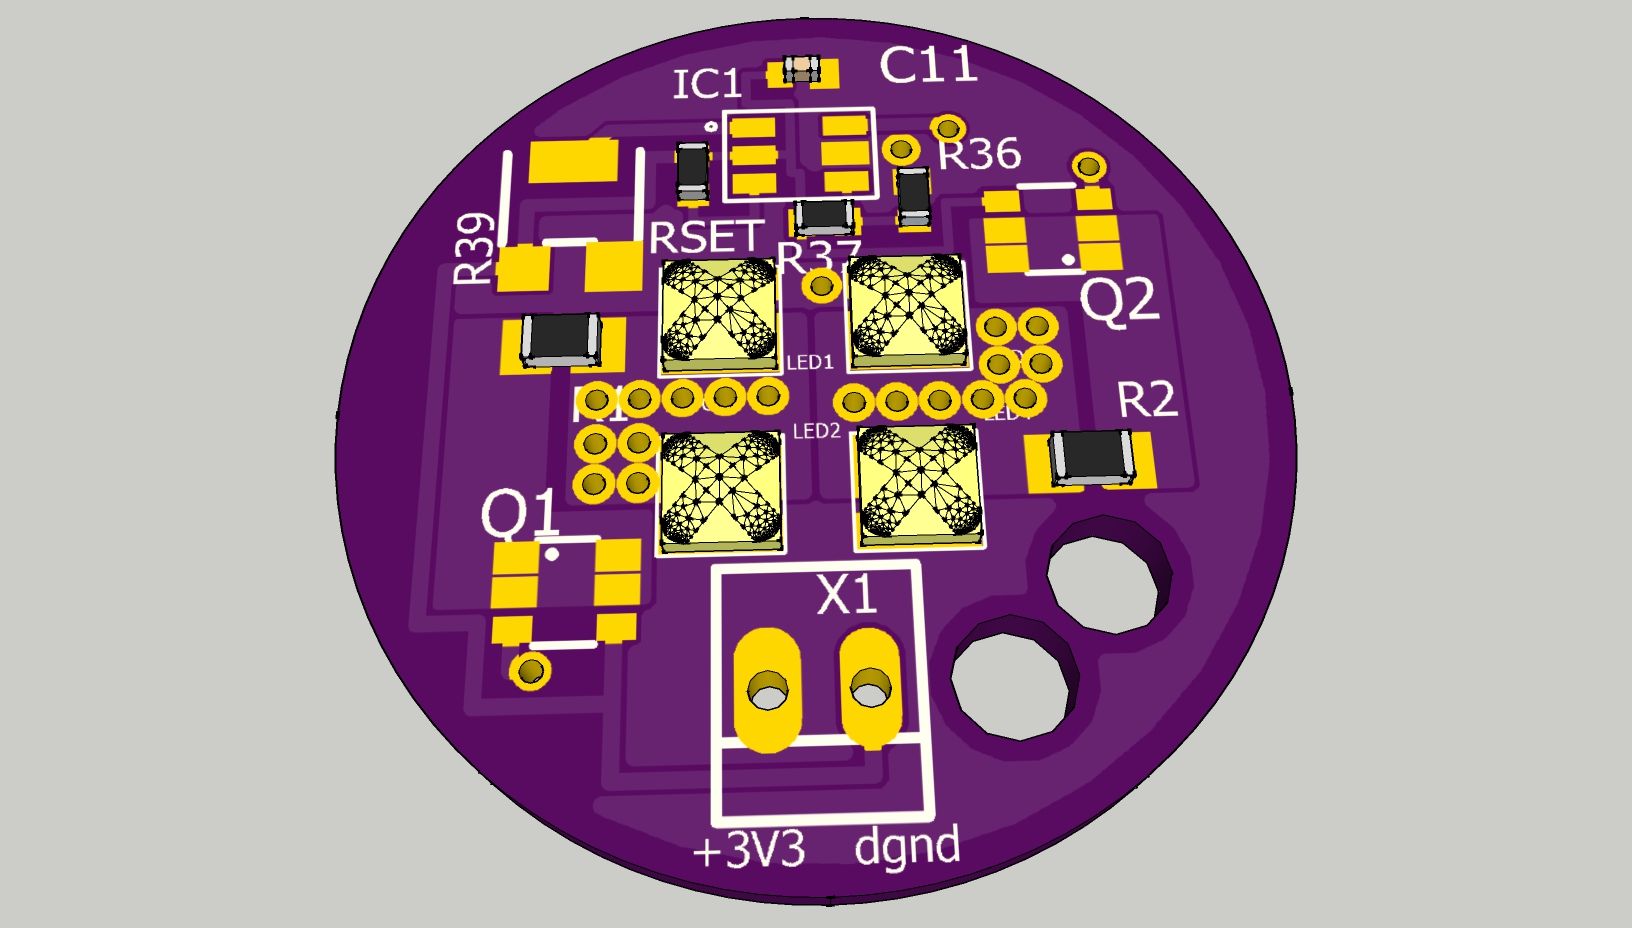 C11
IC1
R36
R39
RSET
R37
Q2
LED1
R2
R1
LED2
Q1
X1
+3V3
dgnd